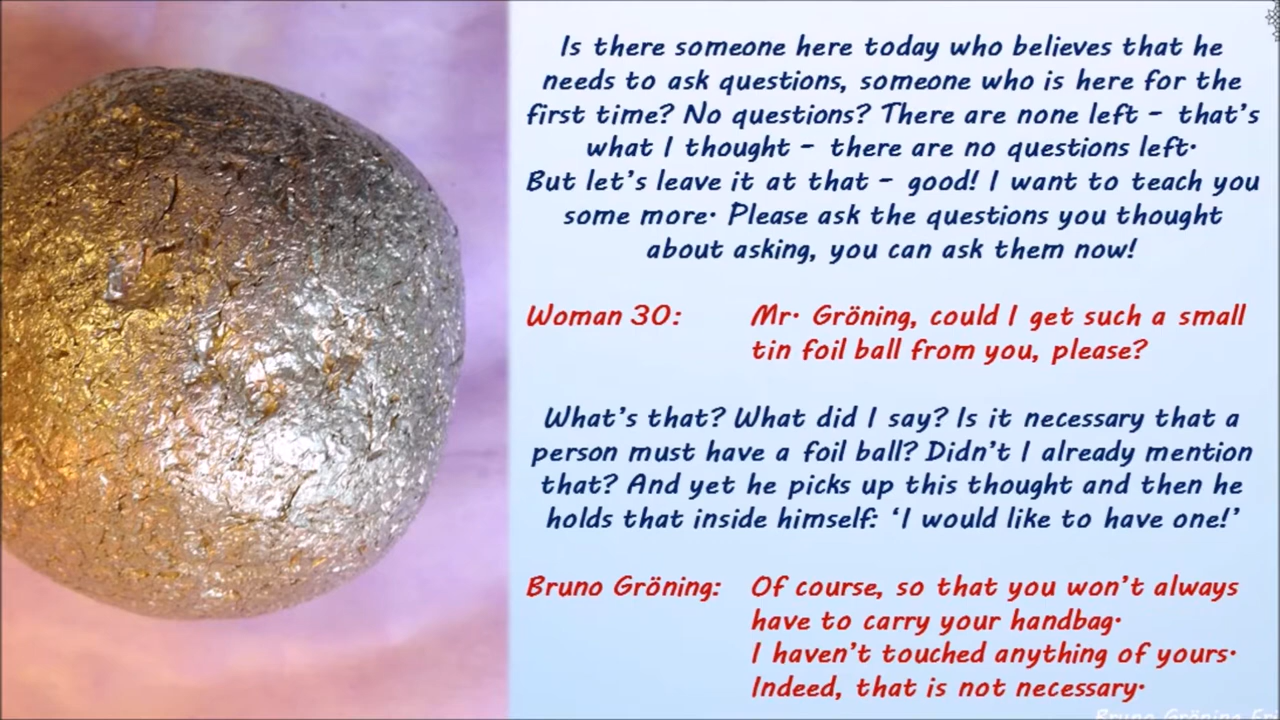 Is there someone here today who believes that he
needs to ask questions, someone who is here for the
first time? No questions? There are none left - that's
what I thought - there are no questions left.
But let's leave it at that - good! I want to teach you
some more. Please ask the questions you thought
about asking, you can ask them now!
Woman 30: Mr. Gröning, could I get such a small
tin foil ball from you, please?
What's that? What did I say? Is it necessary that a
person must have a foil ball? Didn't I already mention
that? And yet he picks up this thought and then he
holds that inside himself: 'I would like to have one!'
Bruno Gröning: Of course, so that you won't always
have to carry your handbag.
I haven't touched anything of yours.
Indeed, that is not necessary.
Bruno Gröning